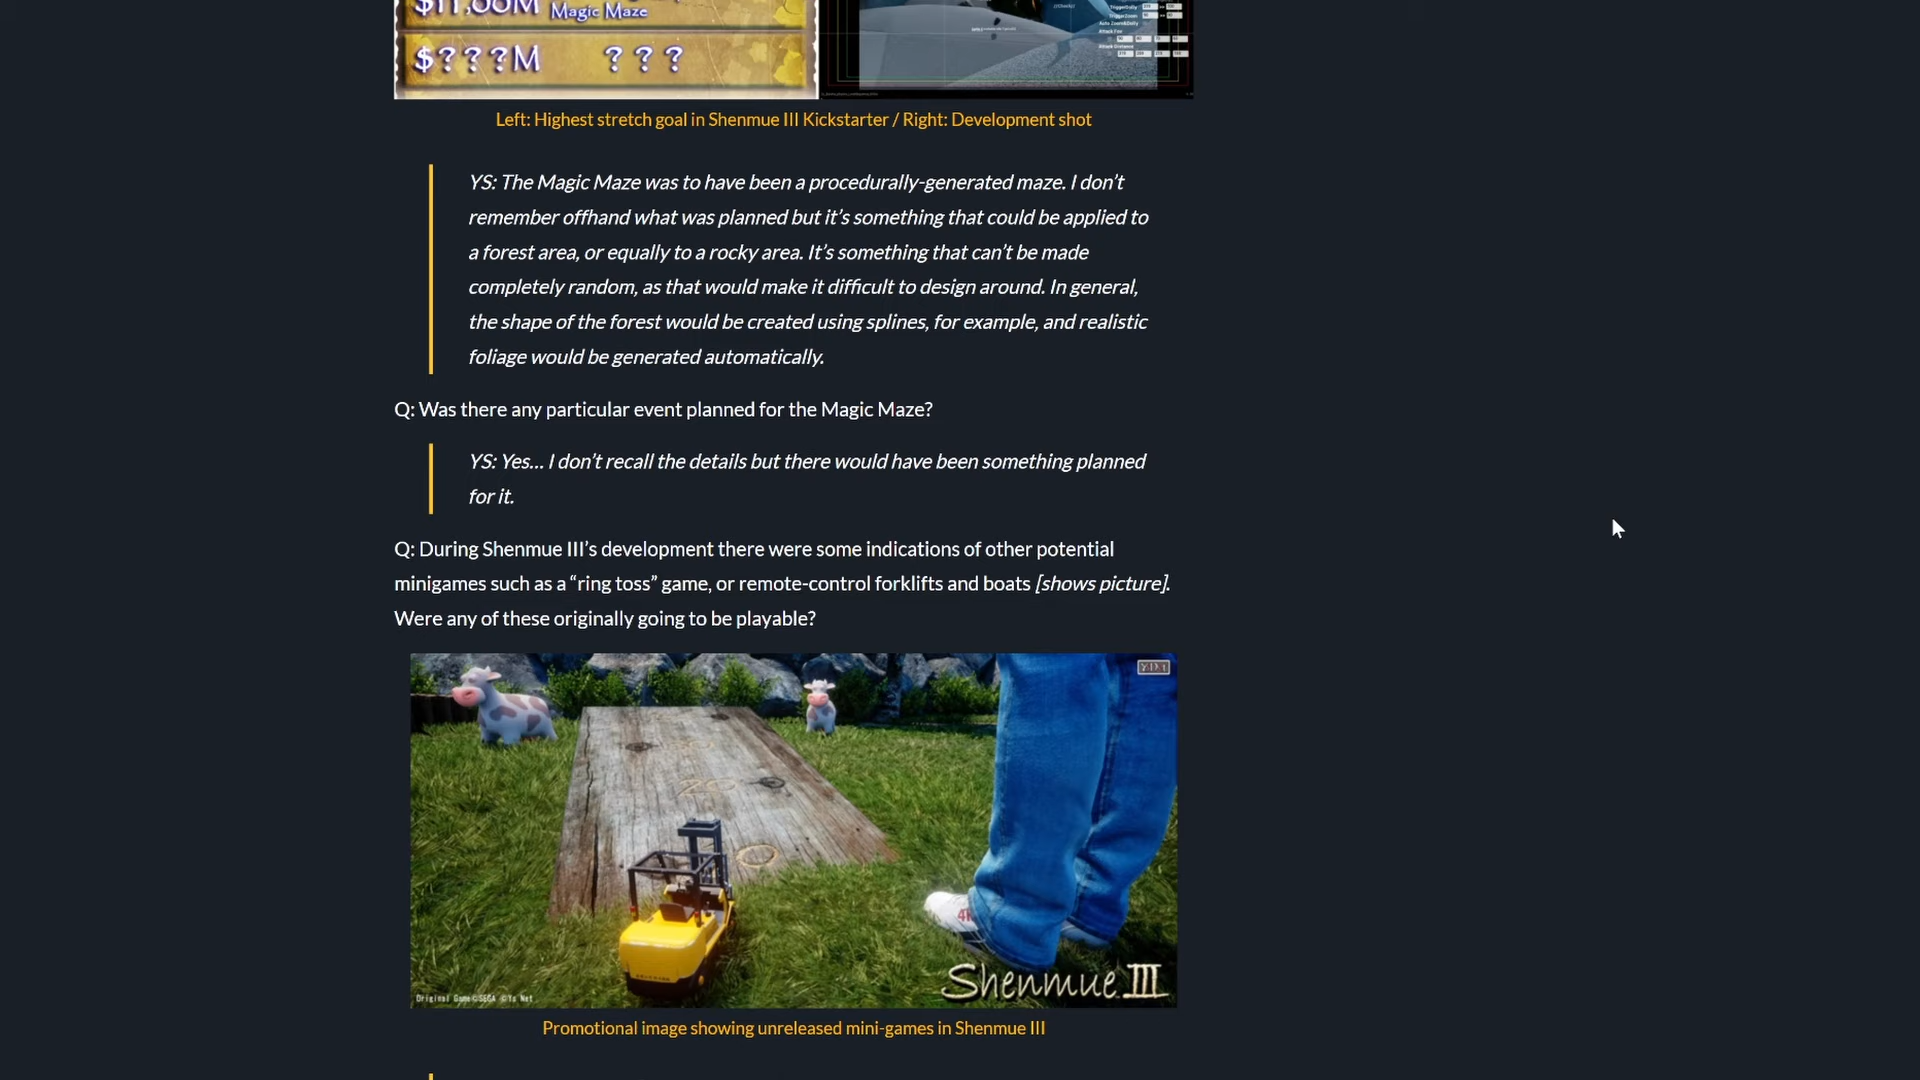 Magic Maze
$???M ???
Left: Highest stretch goal in Shenmue III Kickstarter / Right: Development shot
YS: The Magic Maze was to have been a procedurally-generated maze. I don’t
remember offhand what was planned but it’s something that could be applied to
a forest area, or equally to a rocky area. It’s something that can’t be made
completely random, as that would make it difficult to design around. In general,
the shape of the forest would be created using splines, for example, and realistic
foliage would be generated automatically.
Q: Was there any particular event planned for the Magic Maze?
YS: Yes… I don’t recall the details but there would have been something planned
for it.
Q: During Shenmue III’s development there were some indications of other potential
minigames such as a “ring toss” game, or remote-control forklifts and boats [shows picture].
Were any of these originally going to be playable?
20
Shenmue III
Original Game ©SEGA ©Ys Net
Promotional image showing unreleased mini-games in Shenmue III